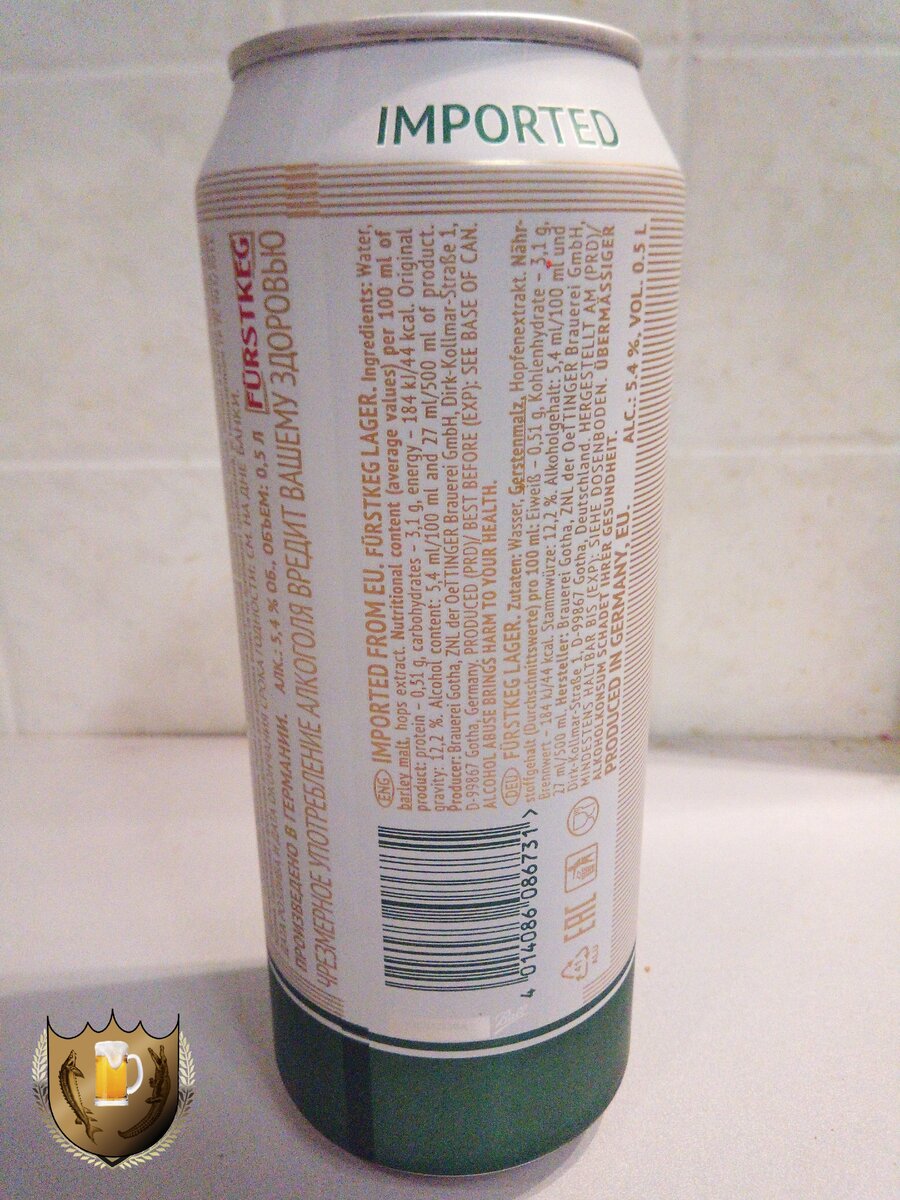 IMPORTED
FÜRSTKEG
СРОКА ГОДНОСТИ: СМ. НА ДНЕ БАНКИ.
ПРОИЗВЕДЕНО В ГЕРМАНИИ. АЛК.: 5,4 % ОБ., ОБЪЕМ: 0,5 Л
ЧРЕЗМЕРНОЕ УПОТРЕБЛЕНИЕ АЛКОГОЛЯ ВРЕДИТ ВАШЕМУ ЗДОРОВЬЮ
ENG IMPORTED FROM EU. FÜRSTKEG LAGER. Ingredients: Water,
barley malt, hops extract. Nutritional content (average values) per 100 ml of
product: protein – 0,51 g, carbohydrates – 3,1 g, energy – 184 kJ/44 kcal. Original
gravity: 12,2 %. Alcohol content: 5,4 ml/100 ml and 27 ml/500 ml of product.
Producer: Brauerei Gotha, ZNL der OeTTINGER Brauerei GmbH, Dirk-Kollmar-Straße 1,
D-99867 Gotha, Germany. PRODUCED (PRD)/ BEST BEFORE (EXP): SEE BASE OF CAN.
ALCOHOL ABUSE BRINGS HARM TO YOUR HEALTH.
DEU FÜRSTKEG LAGER. Zutaten: Wasser, Gerstenmalz, Hopfenextrakt. Nähr-
stoffgehalt (Durchschnittswerte) pro 100 ml: Eiweiß – 0,51 g, Kohlenhydrate – 3,1 g,
Brennwert – 184 kJ/44 kcal. Stammwürze: 12,2 %. Alkoholgehalt: 5,4 ml/100 ml und
27 ml/500 ml. Hersteller: Brauerei Gotha, ZNL der OeTTINGER Brauerei GmbH,
Dirk-Kollmar-Straße 1, D-99867 Gotha, Deutschland. HERGESTELLT AM (PRD)/
MINDESTENS HALTBAR BIS (EXP): SIEHE DOSENBODEN. ÜBERMÄSSIGER
ALKOHOLKONSUM SCHADET IHRER GESUNDHEIT.
PRODUCED IN GERMANY, EU. ALC.: 5.4 %, VOL. 0.5 L
4 014086 086731 >
41
ALU
EAC